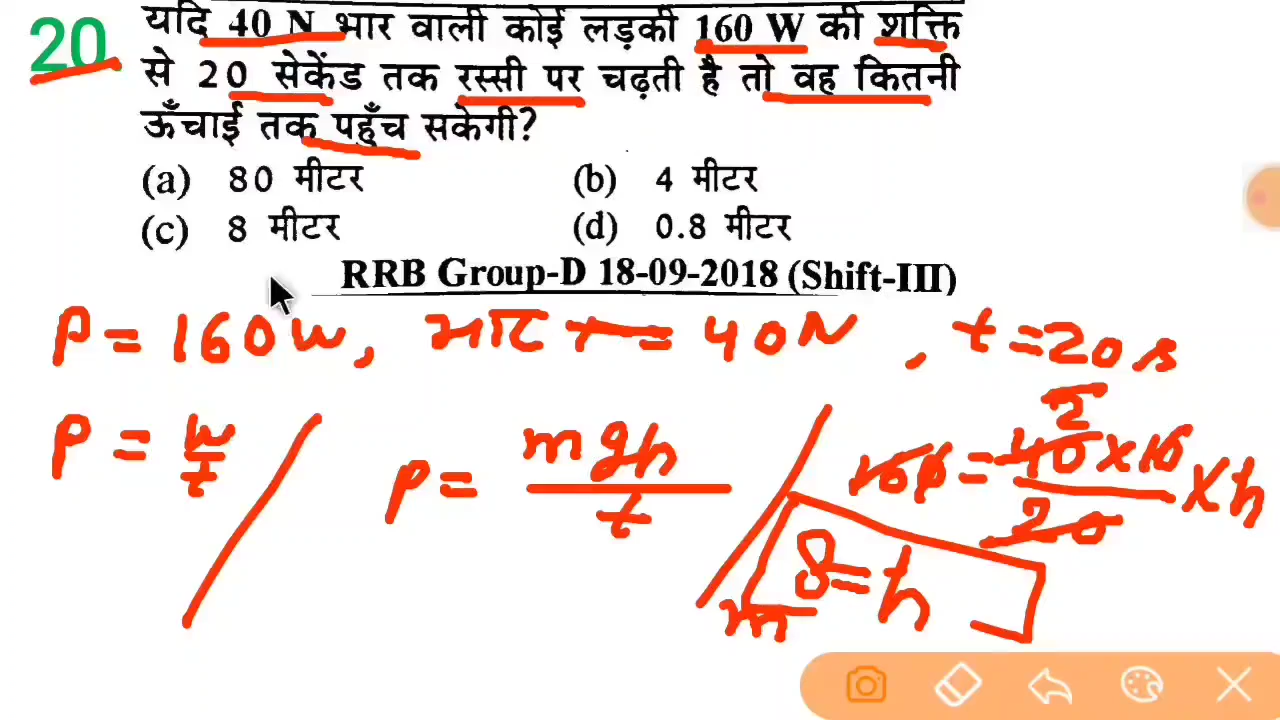 20
यदि 40 N भार वाली कोई लड़की 160 W की शक्ति
से 20 सेकेंड तक रस्सी पर चढ़ती है तो वह कितनी
ऊँचाई तक पहुँच सकेगी?
(a) 80 मीटर (b) 4 मीटर
(c) 8 मीटर (d) 0.8 मीटर
RRB Group-D 18-09-2018 (Shift-III)
P = 160W, भार = 40N, t = 20s
P = W/t P = mgh/t 160 = 40×10/20 × h
2
8 = h
m